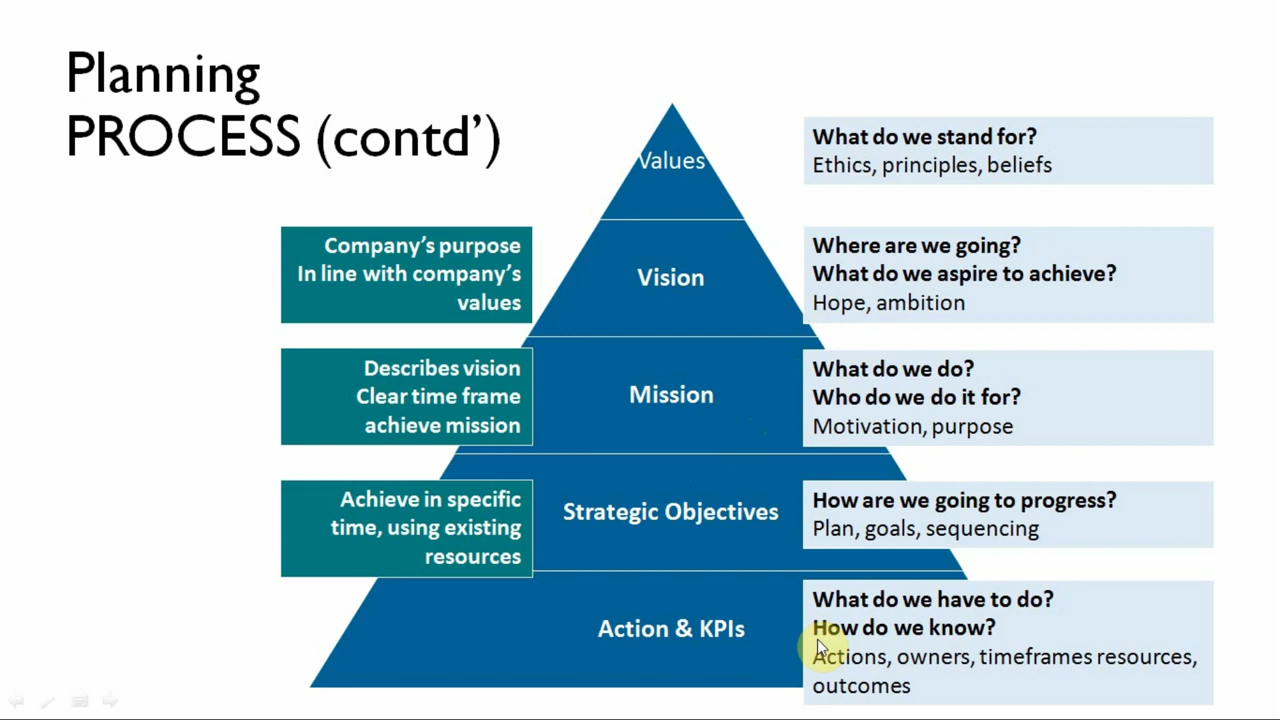 Planning
PROCESS (contd’)
Values
What do we stand for?
Ethics, principles, beliefs
Company’s purpose
In line with company’s
values
Vision
Where are we going?
What do we aspire to achieve?
Hope, ambition
Describes vision
Clear time frame
achieve mission
Mission
What do we do?
Who do we do it for?
Motivation, purpose
Achieve in specific
time, using existing
resources
Strategic Objectives
How are we going to progress?
Plan, goals, sequencing
Action & KPIs
What do we have to do?
How do we know?
Actions, owners, timeframes resources,
outcomes